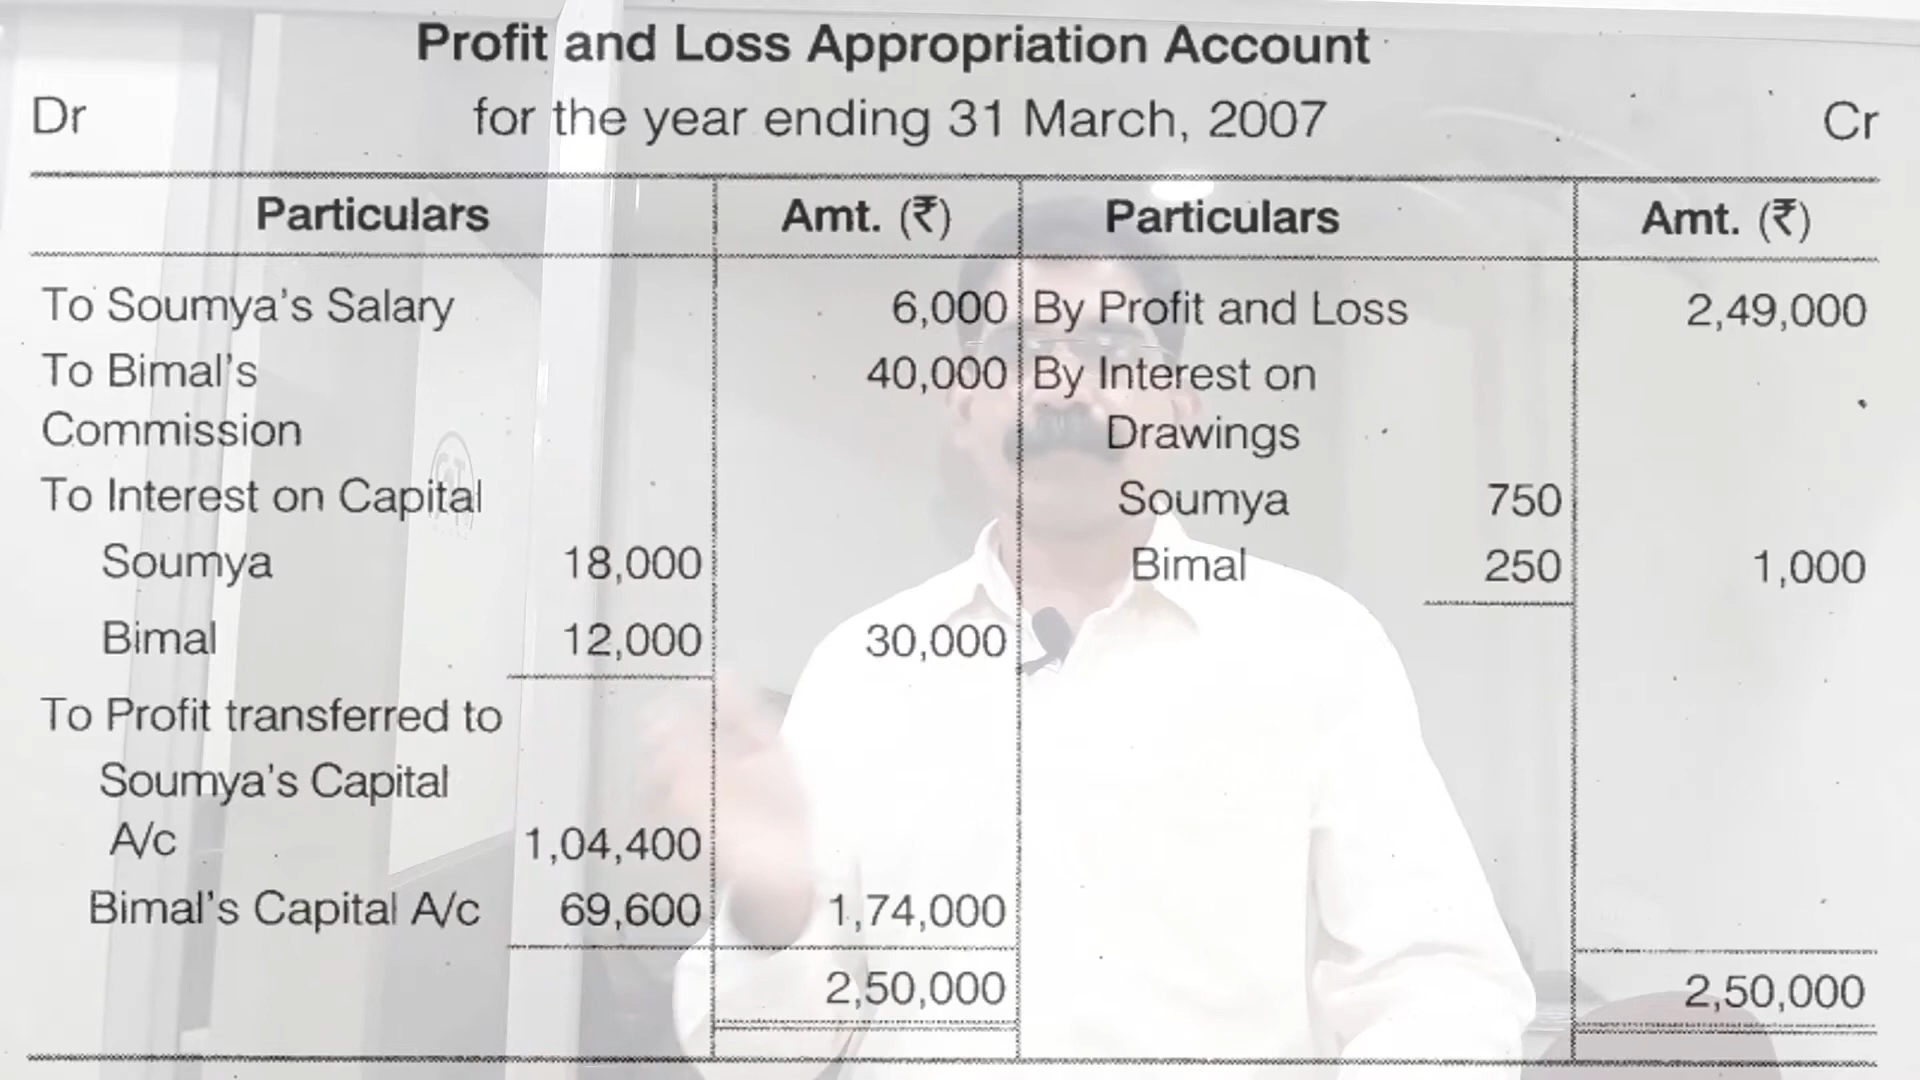 Profit and Loss Appropriation Account
Dr for the year ending 31 March, 2007 Cr
Particulars Amt. (₹) Particulars Amt. (₹)
To Soumya's Salary 6,000 By Profit and Loss 2,49,000
To Bimal's 40,000 By Interest on
Commission Drawings
To Interest on Capital Soumya 750
Soumya 18,000 Bimal 250 1,000
Bimal 12,000 30,000
To Profit transferred to
Soumya's Capital
A/c 1,04,400
Bimal's Capital A/c 69,600 1,74,000
2,50,000 2,50,000